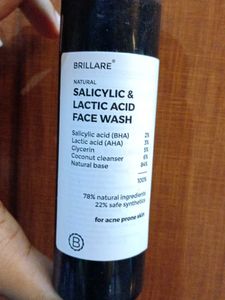 BRILLARE®
NATURAL
SALICYLIC &
LACTIC ACID
FACE WASH
Salicylic acid (BHA) 2%
Lactic acid (AHA) 3%
Glycerin 5%
Coconut cleanser 6%
Natural base 84%
100%
78% natural ingredients
22% safe synthetics
for acne prone skin
B